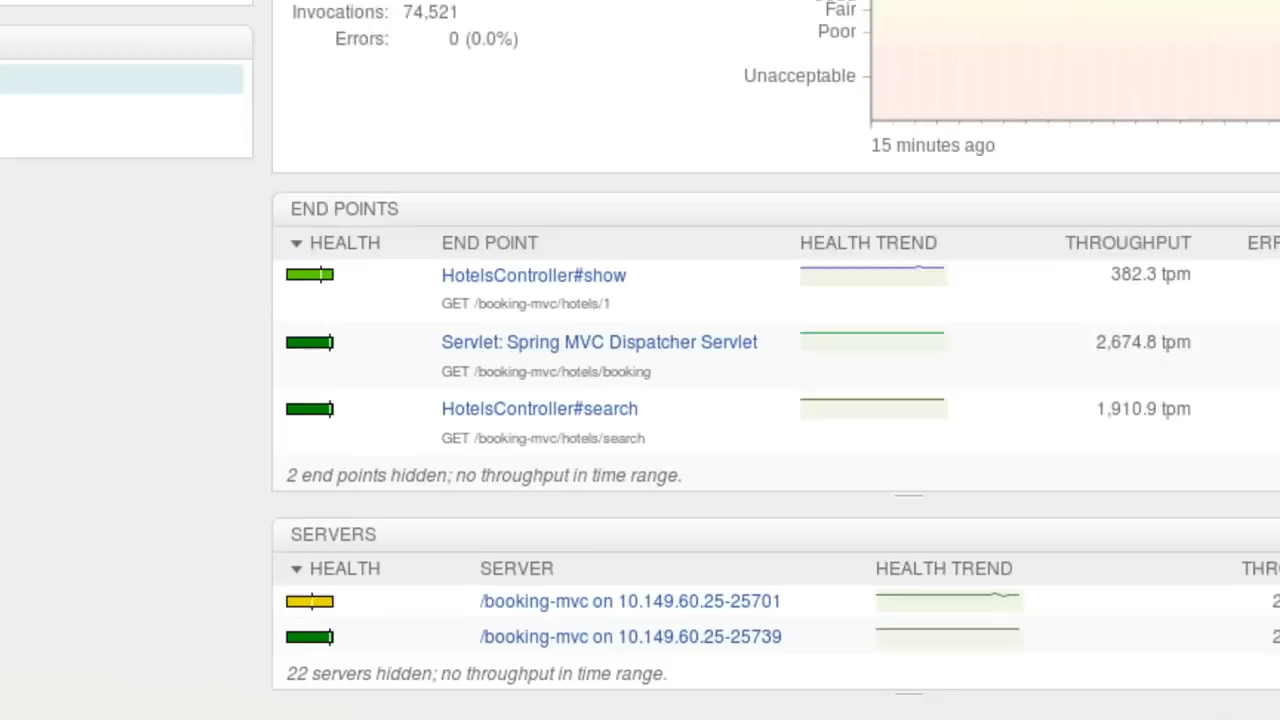 Invocations: 74,521
Errors: 0 (0.0%)
Fair
Poor
Unacceptable
15 minutes ago
END POINTS
HEALTH END POINT HEALTH TREND THROUGHPUT
HotelsController#show 382.3 tpm
GET /booking-mvc/hotels/1
Servlet: Spring MVC Dispatcher Servlet 2,674.8 tpm
GET /booking-mvc/hotels/booking
HotelsController#search 1,910.9 tpm
GET /booking-mvc/hotels/search
2 end points hidden; no throughput in time range.
SERVERS
HEALTH SERVER HEALTH TREND
/booking-mvc on 10.149.60.25-25701
/booking-mvc on 10.149.60.25-25739
22 servers hidden; no throughput in time range.